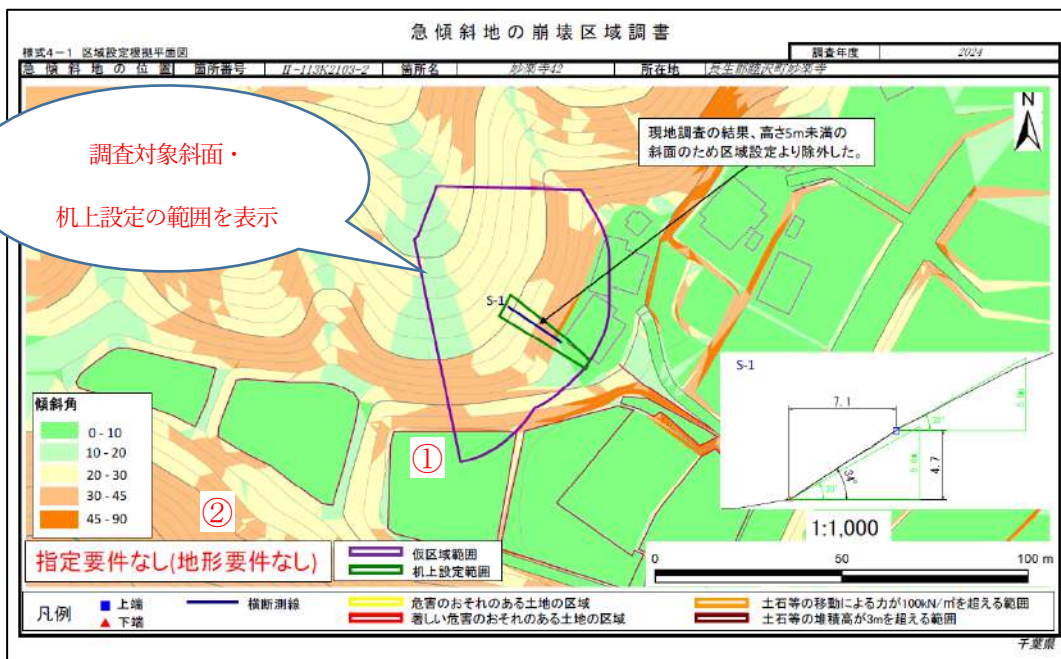 急傾斜地の崩壊区域調書
様式4-1 区域設定根拠平面図
調査年度 2024
急傾斜地の位置 箇所番号 Ⅱ-113K2103-2 箇所名 妙楽寺42 所在地 長生郡睦沢町妙楽寺
調査対象斜面・
机上設定の範囲を表示
現地調査の結果、高さ5m未満の
斜面のため区域設定より除外した。
N
S-1
S-1
7.1
30°
5.0m
5.0m
4.7
34°
30°
傾斜角
0 - 10
10 - 20
20 - 30
30 - 45
45 - 90
①
②
1:1,000
0 50 100 m
指定要件なし(地形要件なし)
仮区域範囲
机上設定範囲
凡例
上端
下端
横断測線
危害のおそれのある土地の区域
著しい危害のおそれのある土地の区域
土石等の移動による力が100kN/㎡を超える範囲
土石等の堆積高が3mを超える範囲
千葉県